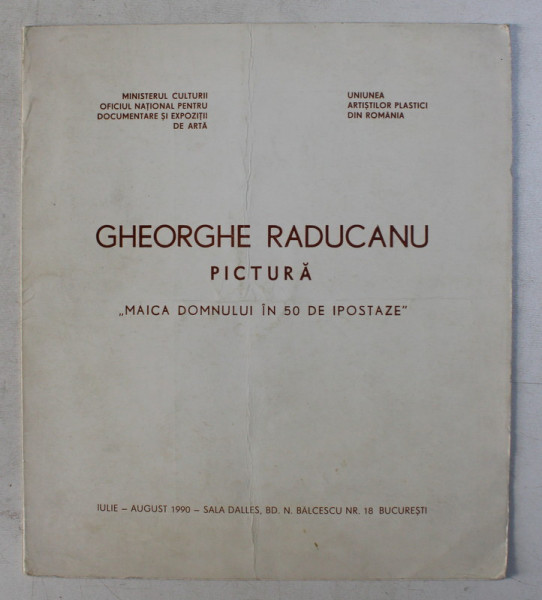 MINISTERUL CULTURII
OFICIUL NAȚIONAL PENTRU
DOCUMENTARE ȘI EXPOZIȚII
DE ARTĂ
UNIUNEA
ARTIȘTILOR PLASTICI
DIN ROMÂNIA
GHEORGHE RADUCANU
PICTURĂ
„MAICA DOMNULUI ÎN 50 DE IPOSTAZE"
IULIE – AUGUST 1990 – SALA DALLES, BD. N. BALCESCU NR. 18 BUCUREȘTI